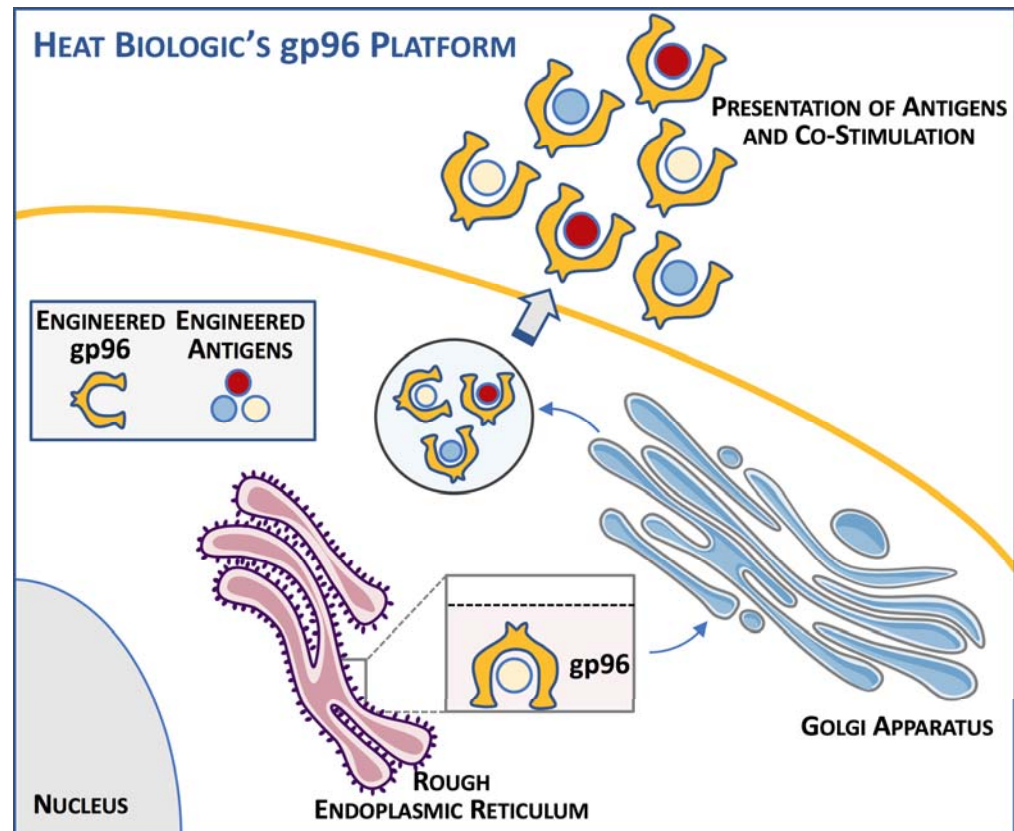 HEAT BIOLOGIC'S gp96 PLATFORM
PRESENTATION OF ANTIGENS
AND CO-STIMULATION
ENGINEERED
gp96
ENGINEERED
ANTIGENS
gp96
GOLGI APPARATUS
ROUGH
ENDOPLASMIC RETICULUM
NUCLEUS